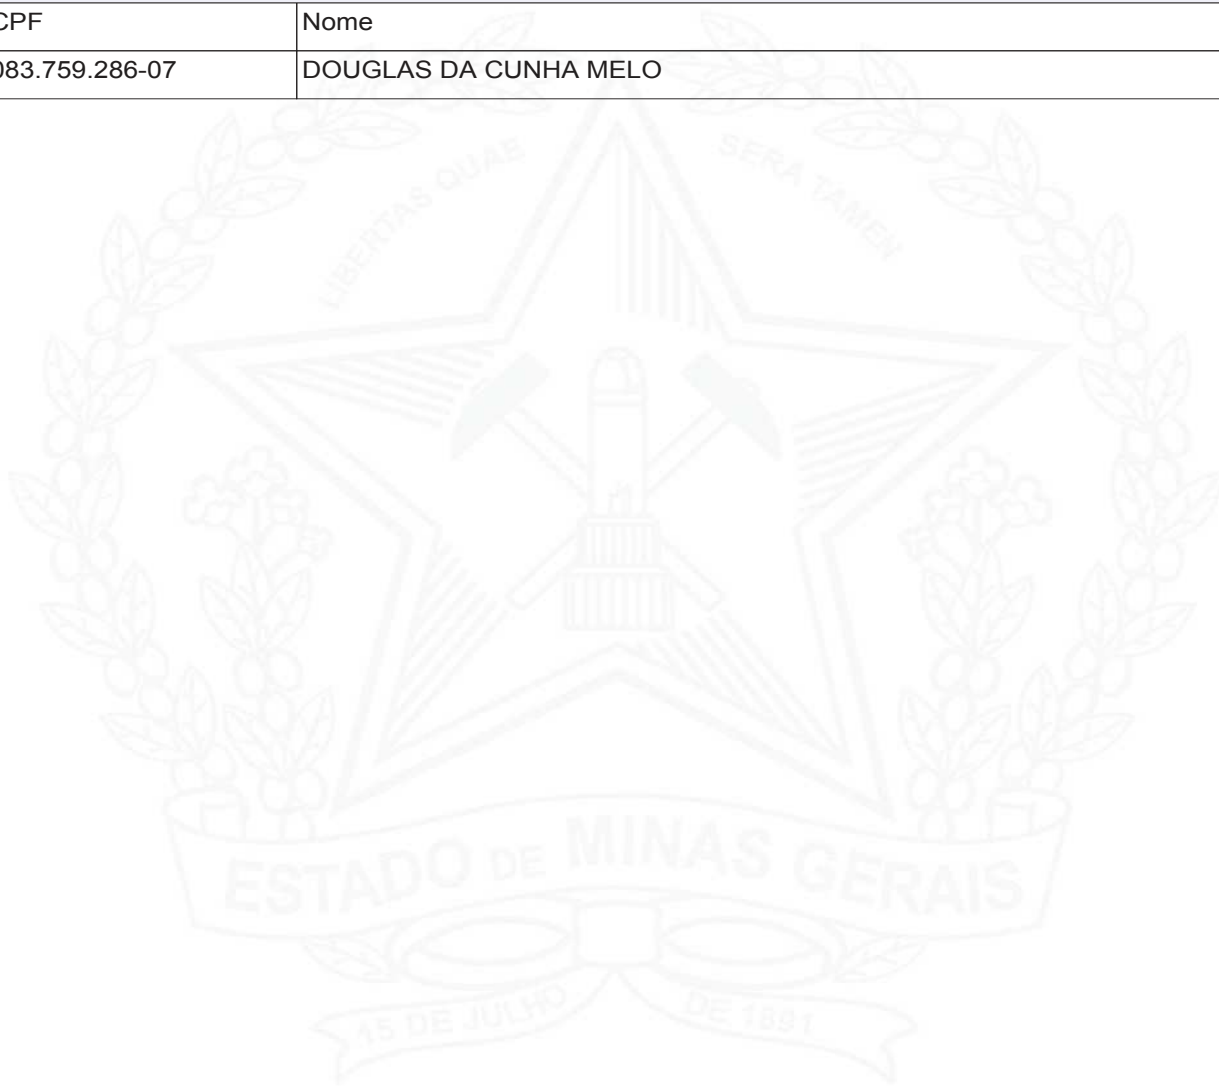 CPF Nome
083.759.286-07 DOUGLAS DA CUNHA MELO
LIBERTAS QUAE SERA TAMEN
ESTADO DE MINAS GERAIS
15 DE JULHO DE 1891